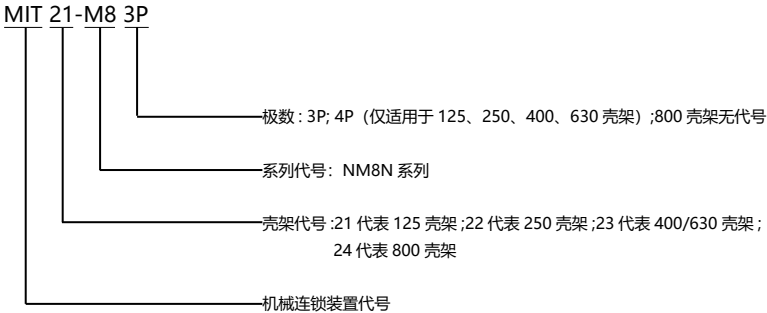 MIT 21-M8 3P
极数 : 3P; 4P（仅适用于 125、250、400、630 壳架）;800 壳架无代号
系列代号：NM8N 系列
壳架代号 :21 代表 125 壳架 ;22 代表 250 壳架 ;23 代表 400/630 壳架 ;
24 代表 800 壳架
机械连锁装置代号